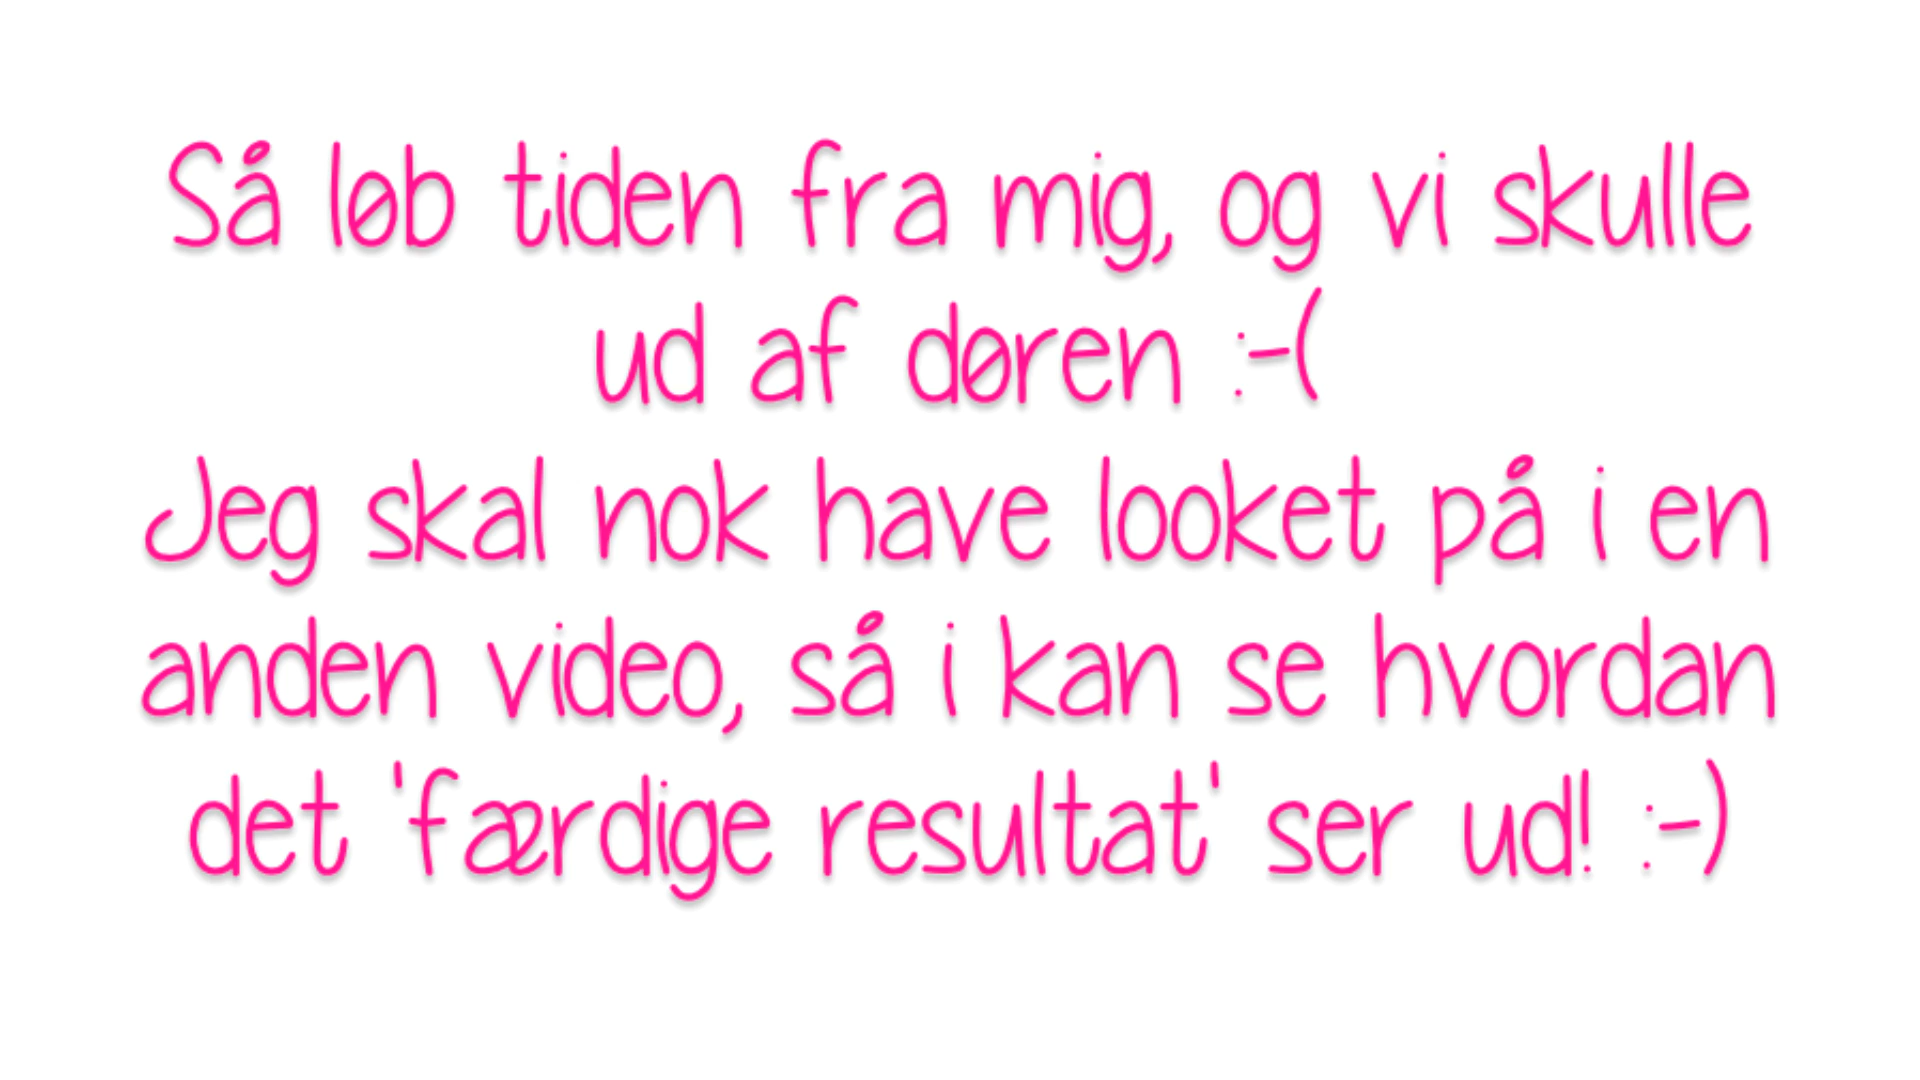 Så løb tiden fra mig, og vi skulle
ud af døren :-(
Jeg skal nok have looket på i en
anden video, så i kan se hvordan
det 'færdige resultat' ser ud! :-)